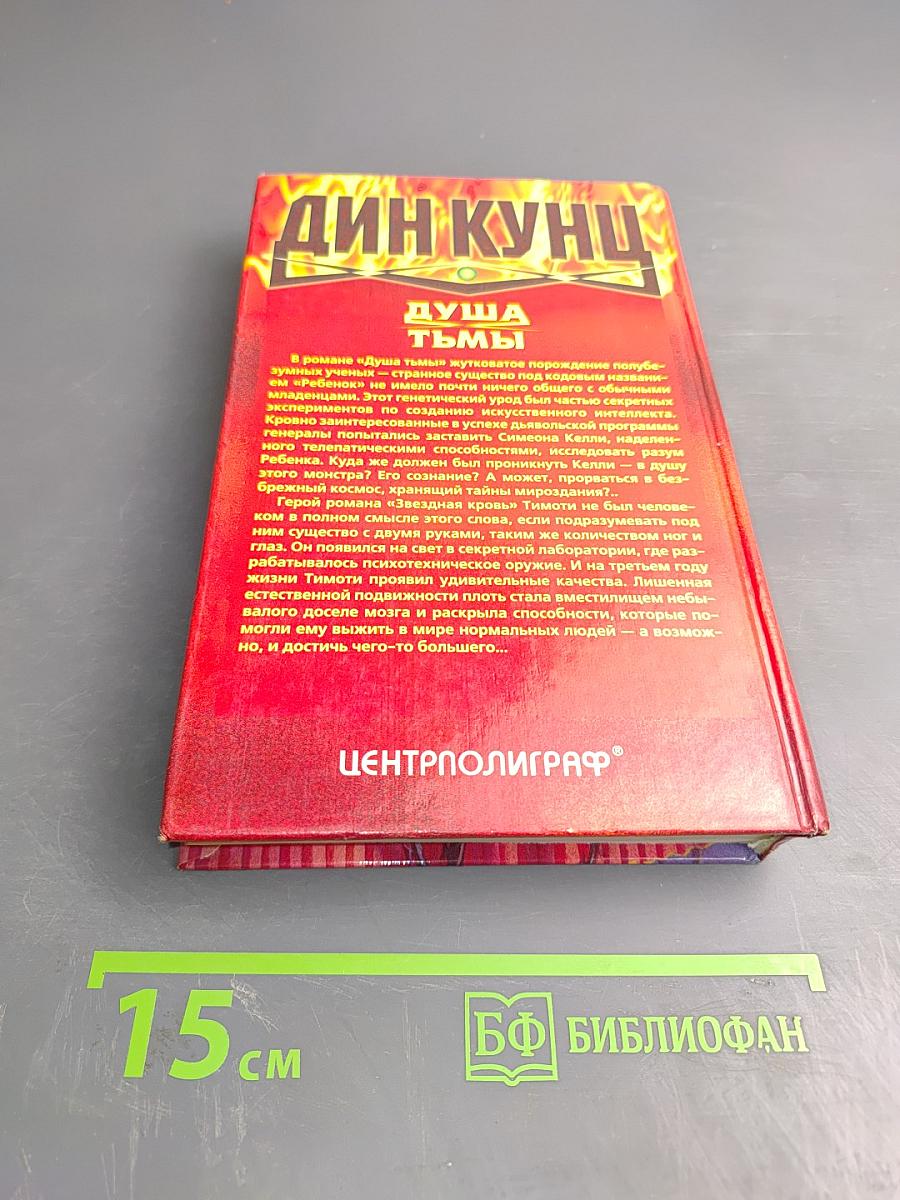 ДИН КУНЦ
ДУША
ТЬМЫ
В романе «Душа тьмы» жутковатое порождение полубе-
зумных ученых — странное существо под кодовым названи-
ем «Ребенок» не имело почти ничего общего с обычными
младенцами. Этот генетический урод был частью секретных
экспериментов по созданию искусственного интеллекта.
Кровно заинтересованные в успехе дьявольской программы
генералы попытались заставить Симеона Келли, наделен-
ного телепатическими способностями, исследовать разум
Ребенка. Куда же должен был проникнуть Келли — в душу
этого монстра? Его сознание? А может, прорваться в без-
брежный космос, хранящий тайны мироздания?..
Герой романа «Звездная кровь» Тимоти не был челове-
ком в полном смысле этого слова, если подразумевать под
ним существо с двумя руками, таким же количеством ног и
глаз. Он появился на свет в секретной лаборатории, где раз-
рабатывалось психотехническое оружие. И на третьем году
жизни Тимоти проявил удивительные качества. Лишенная
естественной подвижности плоть стала вместилищем небы-
валого доселе мозга и раскрыла способности, которые по-
могли ему выжить в мире нормальных людей — а возмож-
но, и достичь чего-то большего...
ЦЕНТРПОЛИГРАФ®
15 см
БФ БИБЛИОФАН